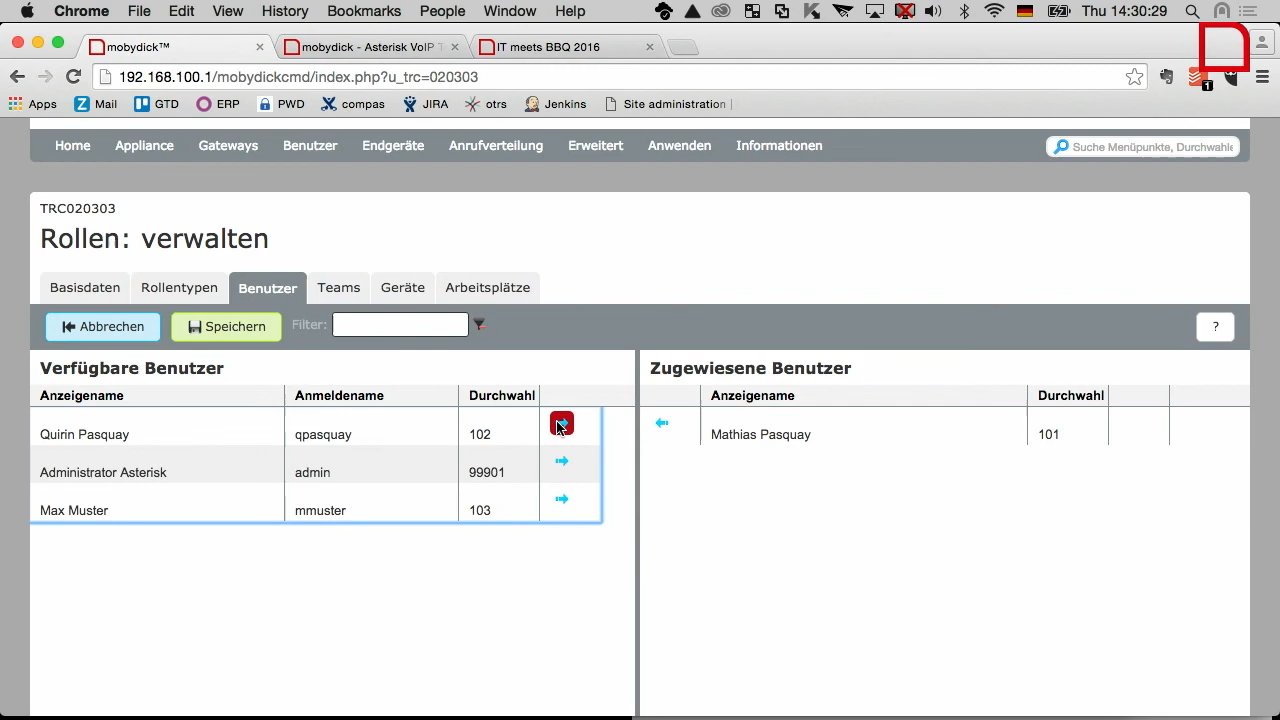 Chrome File Edit View History Bookmarks People Window Help Thu 14:30:29
mobydick™ mobydick - Asterisk VoIP IT meets BBQ 2016
192.168.100.1/mobydickcmd/index.php?u_trc=020303
Apps Mail GTD ERP PWD compas JIRA otrs Jenkins Site administration 1
Home Appliance Gateways Benutzer Endgeräte Anrufverteilung Erweitert Anwenden Informationen Suche Menüpunkte, Durchwahle
TRC020303
Rollen: verwalten
Basisdaten Rollentypen Benutzer Teams Geräte Arbeitsplätze
Abbrechen Speichern Filter: ?
Verfügbare Benutzer Zugewiesene Benutzer
Anzeigename Anmeldename Durchwahl Anzeigename Durchwahl
Quirin Pasquay qpasquay 102 Mathias Pasquay 101
Administrator Asterisk admin 99901
Max Muster mmuster 103